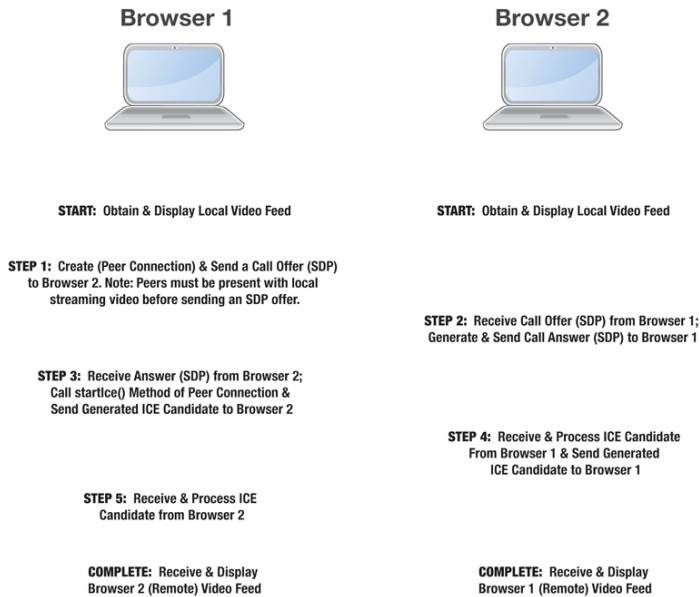 Browser 1
Browser 2
START: Obtain & Display Local Video Feed
START: Obtain & Display Local Video Feed
STEP 1: Create (Peer Connection) & Send a Call Offer (SDP)
to Browser 2. Note: Peers must be present with local
streaming video before sending an SDP offer.
STEP 2: Receive Call Offer (SDP) from Browser 1;
Generate & Send Call Answer (SDP) to Browser 1
STEP 3: Receive Answer (SDP) from Browser 2;
Call startIce() Method of Peer Connection &
Send Generated ICE Candidate to Browser 2
STEP 4: Receive & Process ICE Candidate
From Browser 1 & Send Generated
ICE Candidate to Browser 1
STEP 5: Receive & Process ICE
Candidate from Browser 2
COMPLETE: Receive & Display
Browser 2 (Remote) Video Feed
COMPLETE: Receive & Display
Browser 1 (Remote) Video Feed